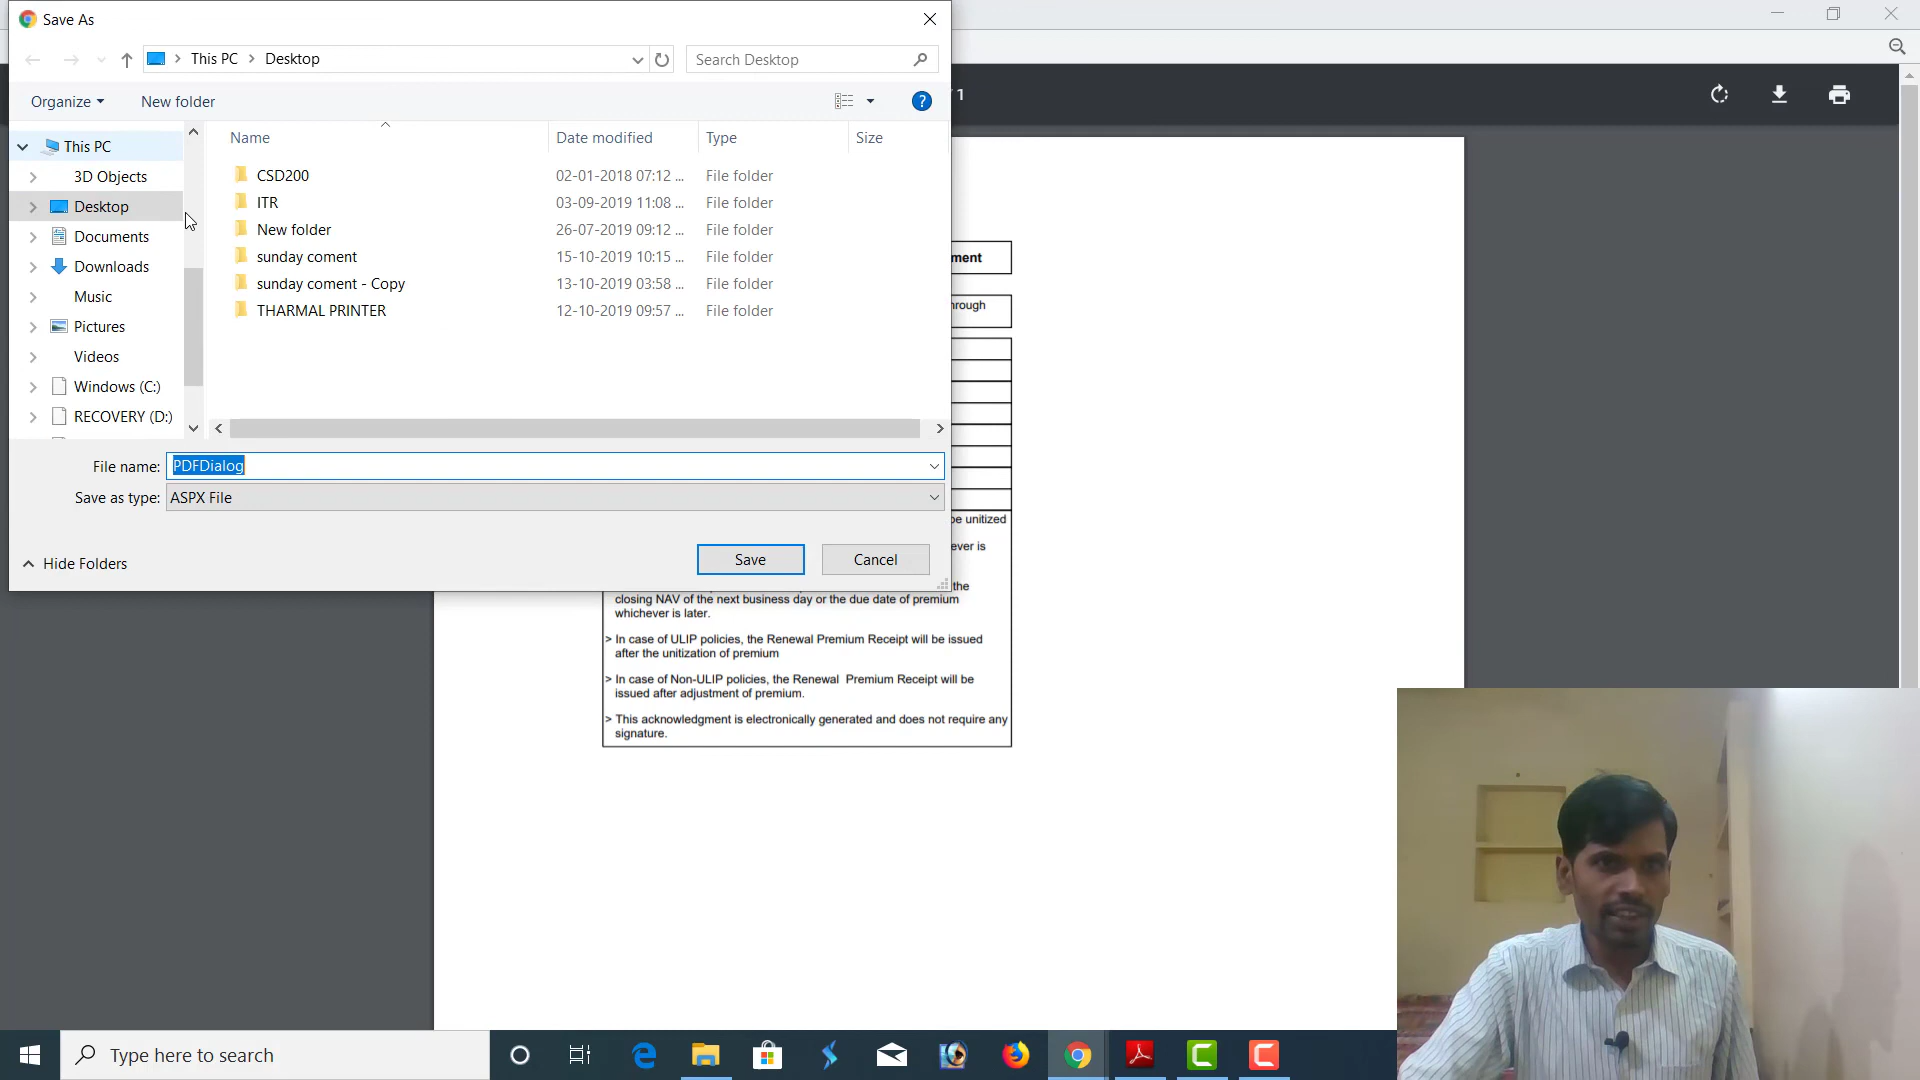 Save As
This PC > Desktop
Search Desktop
Organize
New folder
?
/ 1
This PC
3D Objects
Desktop
Documents
Downloads
Music
Pictures
Videos
Windows (C:)
RECOVERY (D:)
Name Date modified Type Size
CSD200 02-01-2018 07:12 ... File folder
ITR 03-09-2019 11:08 ... File folder
New folder 26-07-2019 09:12 ... File folder
sunday coment 15-10-2019 10:15 ... File folder
sunday coment - Copy 13-10-2019 03:58 ... File folder
THARMAL PRINTER 12-10-2019 09:57 ... File folder
File name: PDFDialog
Save as type: ASPX File
Hide Folders
Save
Cancel
ment
hrough
be unitized
ever is
the
closing NAV of the next business day or the due date of premium
whichever is later.
> In case of ULIP policies, the Renewal Premium Receipt will be issued
after the unitization of premium
> In case of Non-ULIP policies, the Renewal Premium Receipt will be
issued after adjustment of premium.
> This acknowledgment is electronically generated and does not require any
signature.
Type here to search